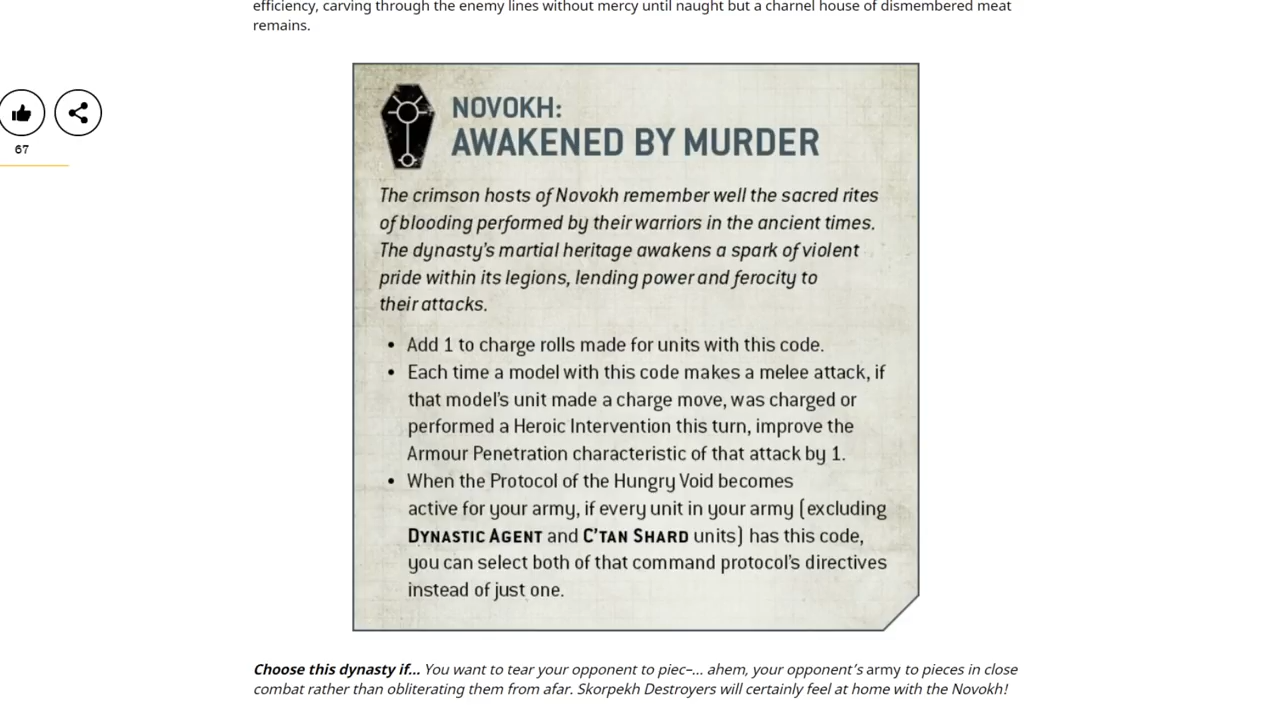 efficiency, carving through the enemy lines without mercy until naught but a charnel house of dismembered meat
remains.
67
NOVOKH:
AWAKENED BY MURDER
The crimson hosts of Novokh remember well the sacred rites
of blooding performed by their warriors in the ancient times.
The dynasty's martial heritage awakens a spark of violent
pride within its legions, lending power and ferocity to
their attacks.
• Add 1 to charge rolls made for units with this code.
• Each time a model with this code makes a melee attack, if
that model's unit made a charge move, was charged or
performed a Heroic Intervention this turn, improve the
Armour Penetration characteristic of that attack by 1.
• When the Protocol of the Hungry Void becomes
active for your army, if every unit in your army (excluding
DYNASTIC AGENT and C'TAN SHARD units) has this code,
you can select both of that command protocol's directives
instead of just one.
Choose this dynasty if... You want to tear your opponent to piec–... ahem, your opponent's army to pieces in close
combat rather than obliterating them from afar. Skorpekh Destroyers will certainly feel at home with the Novokh!